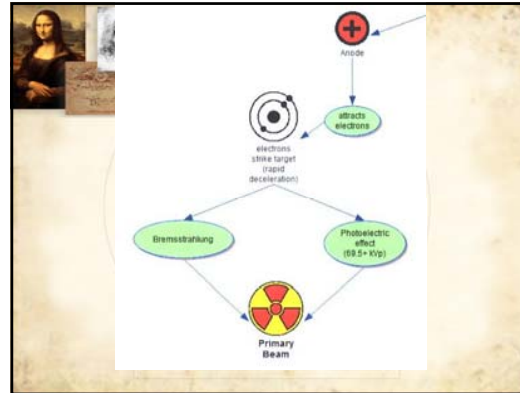 Anode
attracts
electrons
electrons
strike target
(rapid
deceleration)
Bremsstrahlung
Photoelectric
effect
(69.5+ kVp)
Primary
Beam